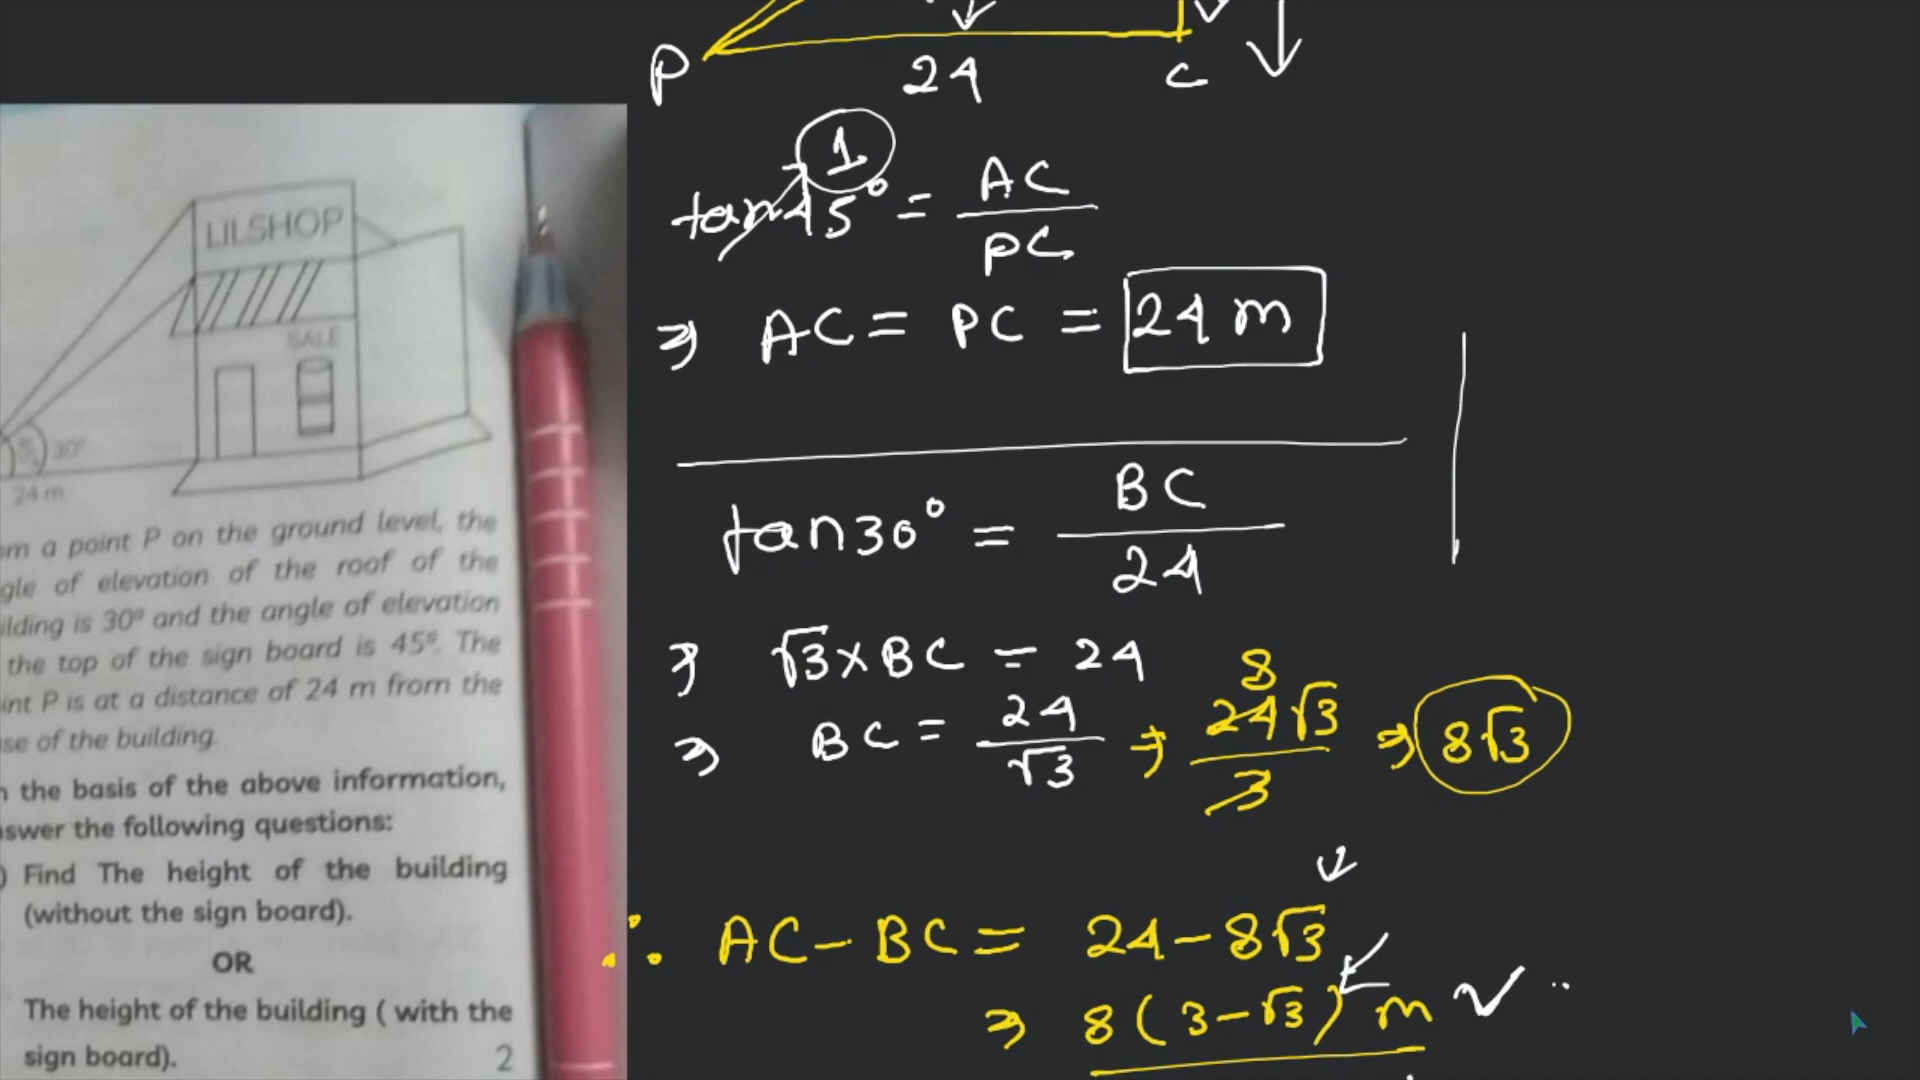 LILSHOP
SALE
30°
24 m
a point P on the ground level, the
of elevation of the roof of the
is 30° and the angle of elevation
the top of the sign board is 45°. The
P is at a distance of 24 m from the
of the building.
the basis of the above information,
the following questions:
Find The height of the building
(without the sign board).
OR
The height of the building ( with the
sign board). 2
P 24 C
1
tan45° = AC/PC
⇒ AC = PC = 24 m
tan30° = BC/24
⇒ √3 × BC = 24
⇒ BC = 24/√3 ⇒ 8 24√3/3 ⇒ 8√3
∴ AC - BC = 24 - 8√3
⇒ 8 ( 3 - √3 ) m